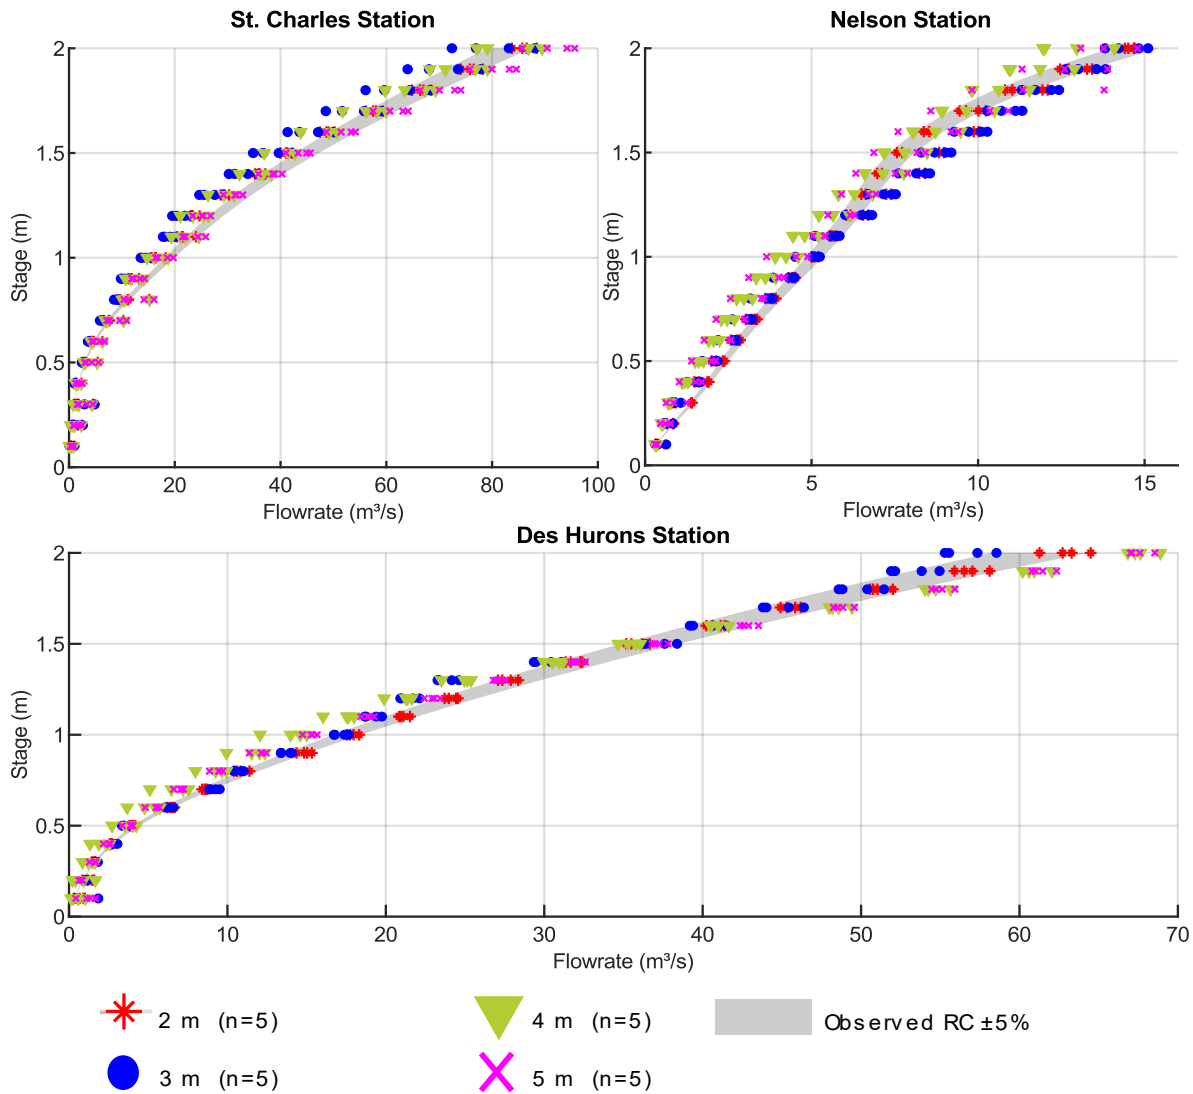 St. Charles Station
Nelson Station
2
1.5
1
0.5
0
Stage (m)
0 20 40 60 80 100
Flowrate (m³/s)
2
1.5
1
0.5
0
Stage (m)
0 5 10 15
Flowrate (m³/s)
Des Hurons Station
2
1.5
1
0.5
0
Stage (m)
0 10 20 30 40 50 60 70
Flowrate (m³/s)
2 m (n=5)
4 m (n=5)
Observed RC ±5%
3 m (n=5)
5 m (n=5)